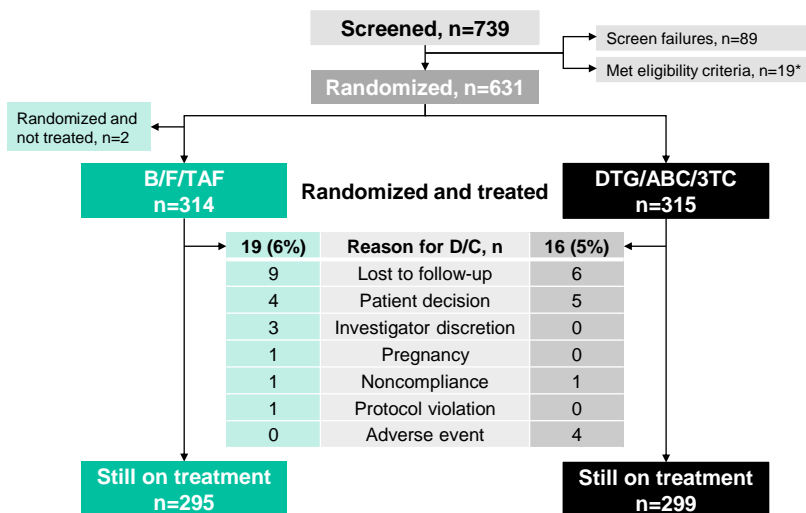 Screened, n=739
Screen failures, n=89
Met eligibility criteria, n=19*
Randomized, n=631
Randomized and
not treated, n=2
B/F/TAF
n=314
Randomized and treated
DTG/ABC/3TC
n=315
19 (6%) Reason for D/C, n 16 (5%)
9 Lost to follow-up 6
4 Patient decision 5
3 Investigator discretion 0
1 Pregnancy 0
1 Noncompliance 1
1 Protocol violation 0
0 Adverse event 4
Still on treatment
n=295
Still on treatment
n=299